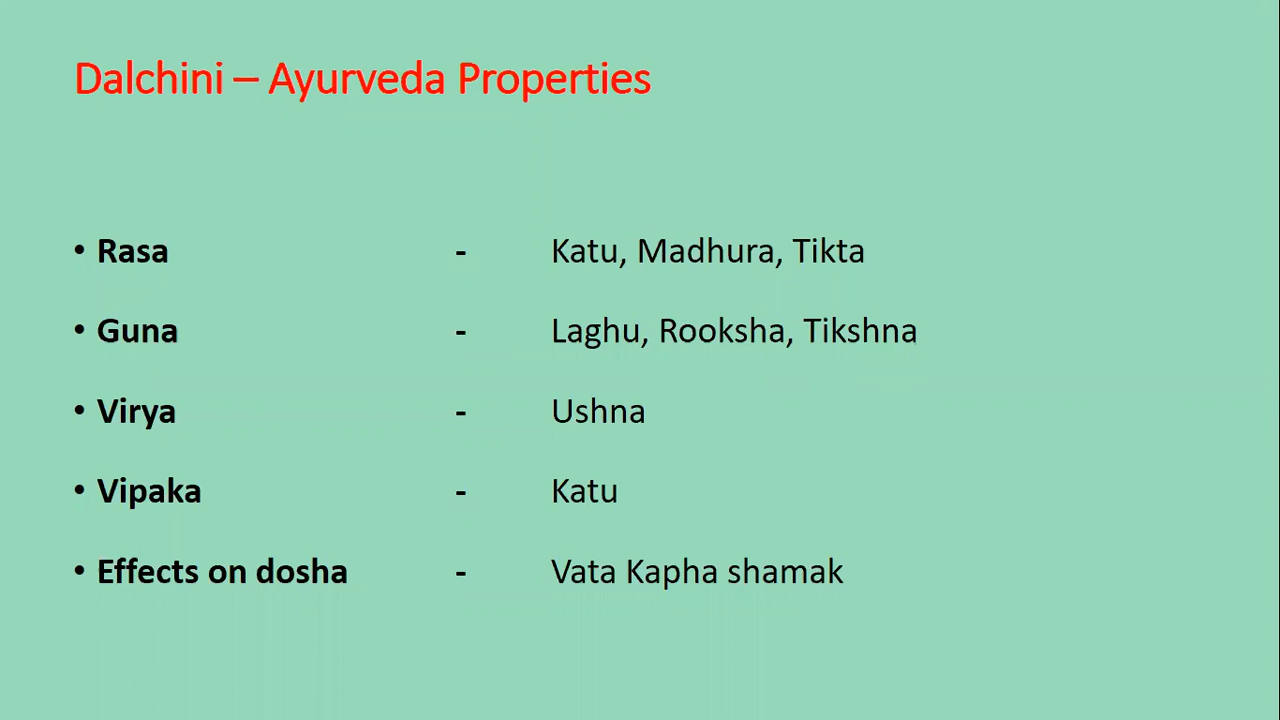 Dalchini – Ayurveda Properties
• Rasa - Katu, Madhura, Tikta
• Guna - Laghu, Rooksha, Tikshna
• Virya - Ushna
• Vipaka - Katu
• Effects on dosha - Vata Kapha shamak